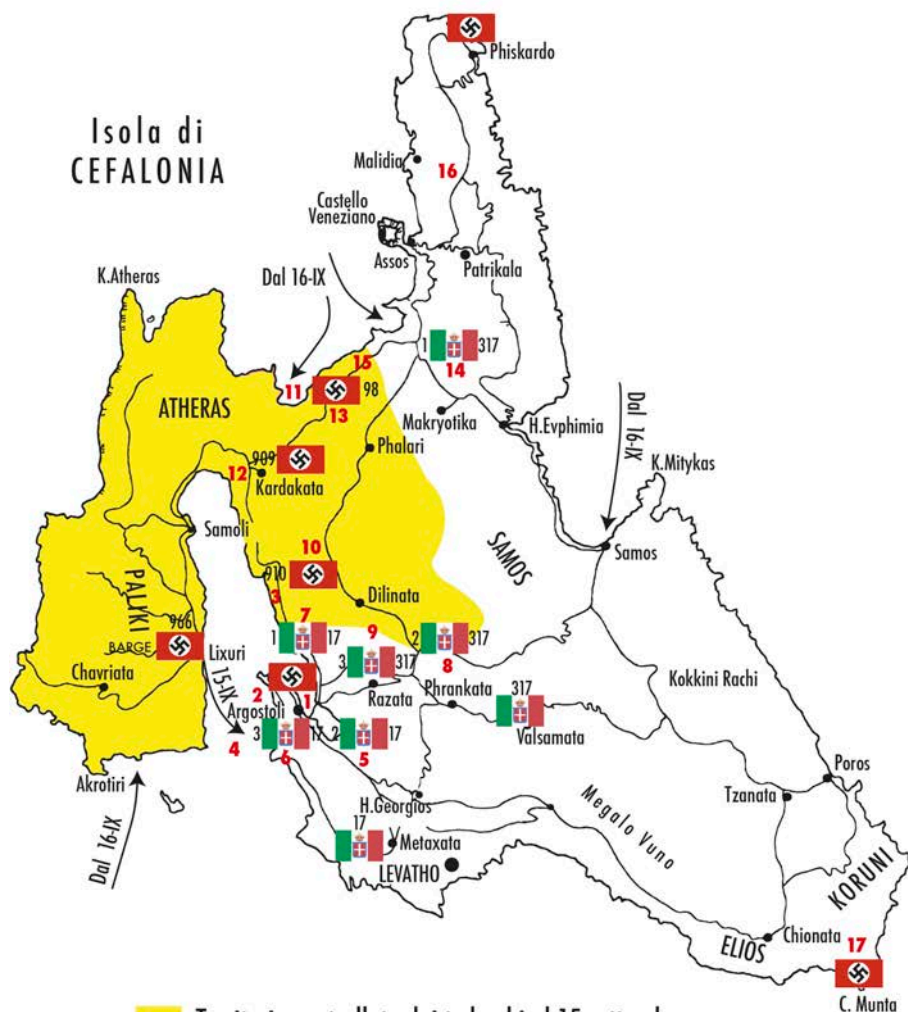 Isola di
CEFALONIA
Phiskardo
Malidia
16
Castello
Veneziano
Assos
Patrikala
K.Atheras
Dal 16-IX
1 317
14
15
11
98
13
ATHERAS
Makryotika
H.Evphimia
Dal 16-IX
K.Mitykas
Phalari
909
12
Kardakata
Samoli
SAMOS
Samos
10
910
3
Dilinata
PALIKI
7
9
966
1 17
2 317
8
BARGE
Lixuri
3 317
Kokkini Rachi
Chavriata
15-IX
2
1
Razata
Phrankata
317
Argostoli
Valsamata
3 17
2 17
4
6
5
Poros
Akrotiri
Tzanata
H.Georgios
Megalo Vuno
Dal 16-IX
17
Metaxata
LEVATHO
KORUNI
ELIOS
Chionata
17
C. Munta